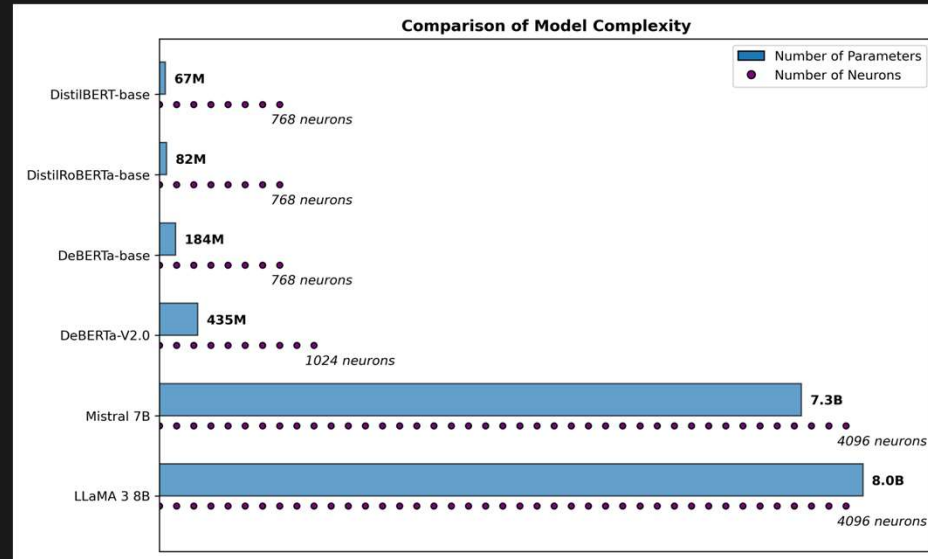 Comparison of Model Complexity
Number of Parameters
Number of Neurons
DistilBERT-base
67M
768 neurons
DistilRoBERTa-base
82M
768 neurons
DeBERTa-base
184M
768 neurons
DeBERTa-V2.0
435M
1024 neurons
Mistral 7B
7.3B
4096 neurons
LLaMA 3 8B
8.0B
4096 neurons